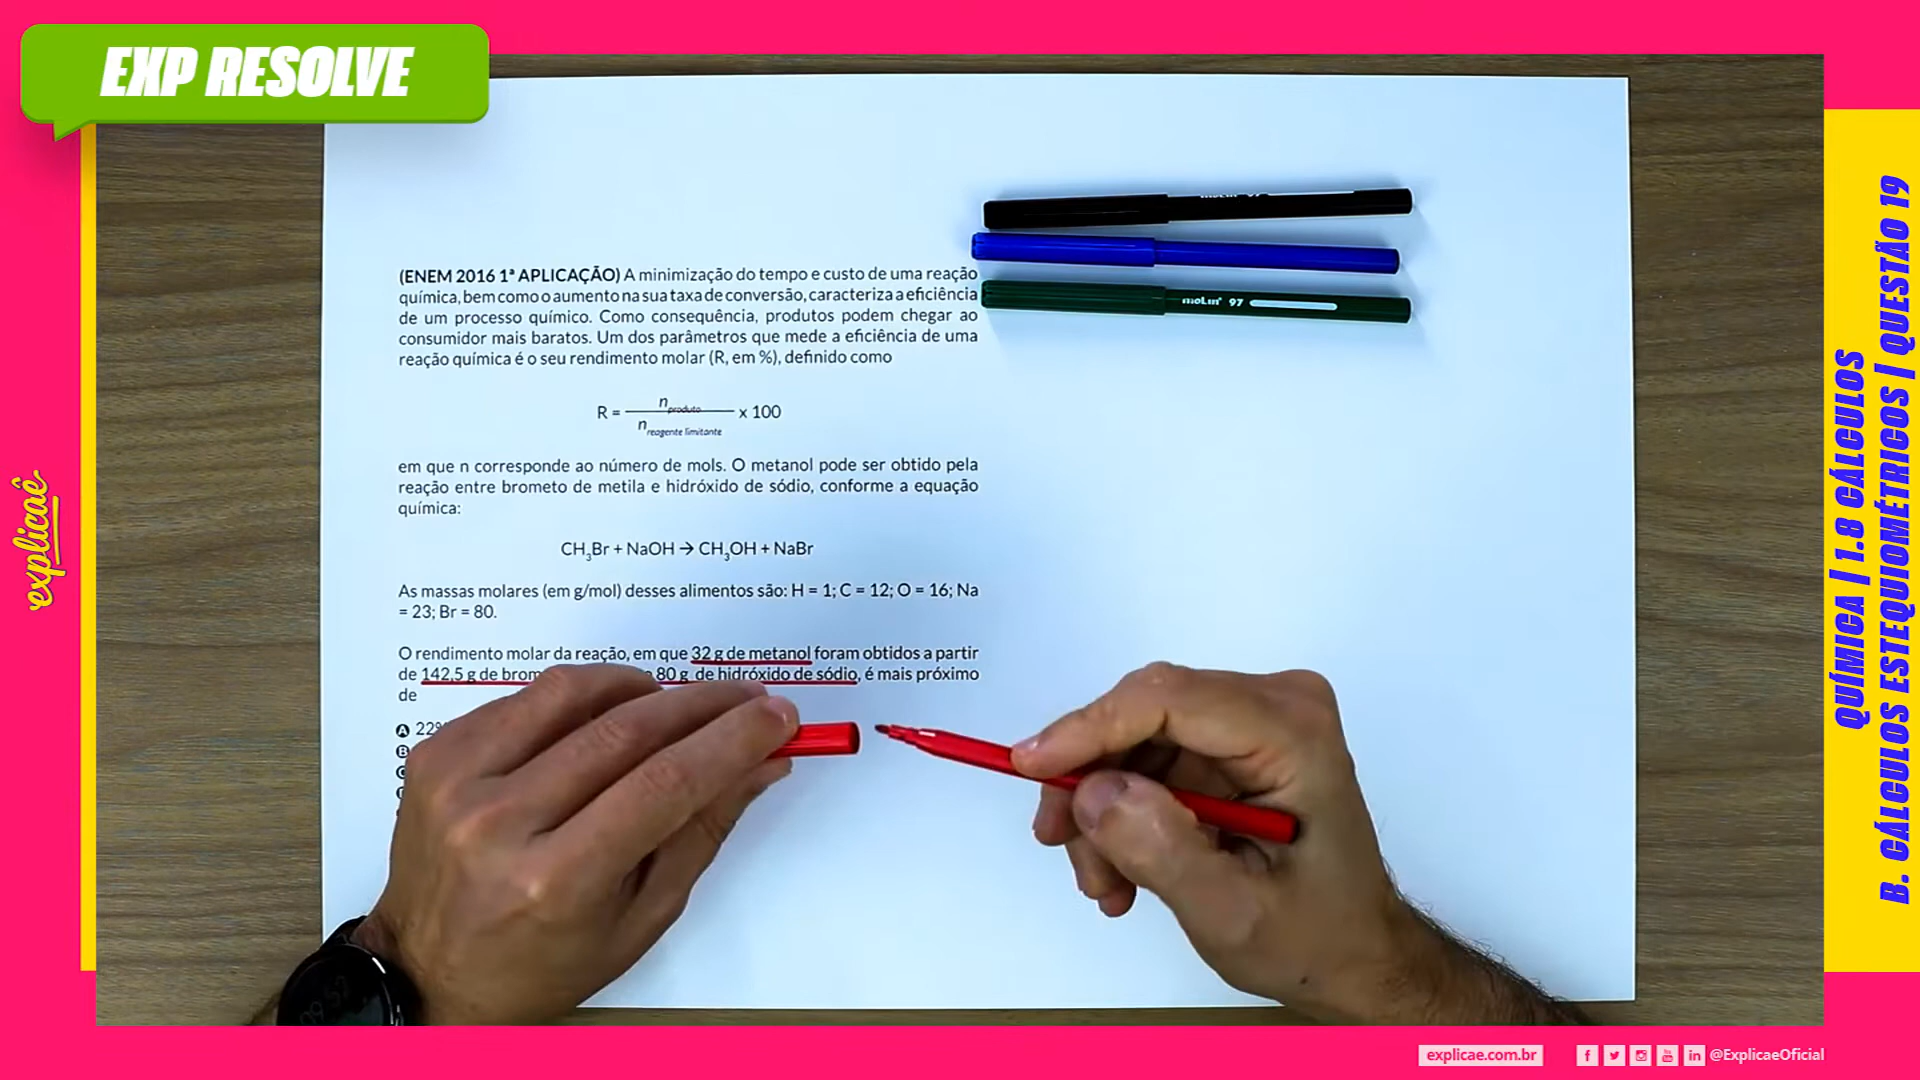 EXP RESOLVE
(ENEM 2016 1ª APLICAÇÃO) A minimização do tempo e custo de uma reação
química, bem como o aumento na sua taxa de conversão, caracteriza a eficiência
de um processo químico. Como consequência, produtos podem chegar ao
consumidor mais baratos. Um dos parâmetros que mede a eficiência de uma
reação química é o seu rendimento molar (R, em %), definido como
R = n produto / n reagente limitante x 100
em que n corresponde ao número de mols. O metanol pode ser obtido pela
reação entre brometo de metila e hidróxido de sódio, conforme a equação
química:
CH₃Br + NaOH → CH₃OH + NaBr
As massas molares (em g/mol) desses alimentos são: H = 1; C = 12; O = 16; Na
= 23; Br = 80.
O rendimento molar da reação, em que 32 g de metanol foram obtidos a partir
de 142,5 g de 80 g de hidróxido de sódio, é mais próximo
de
A
B
moLin 97
explicaê
QUÍMICA | 1.8 CÁLCULOS
B. CÁLCULOS ESTEQUIOMÉTRICOS | QUESTÃO 19
explicae.com.br
@ExplicaeOficial